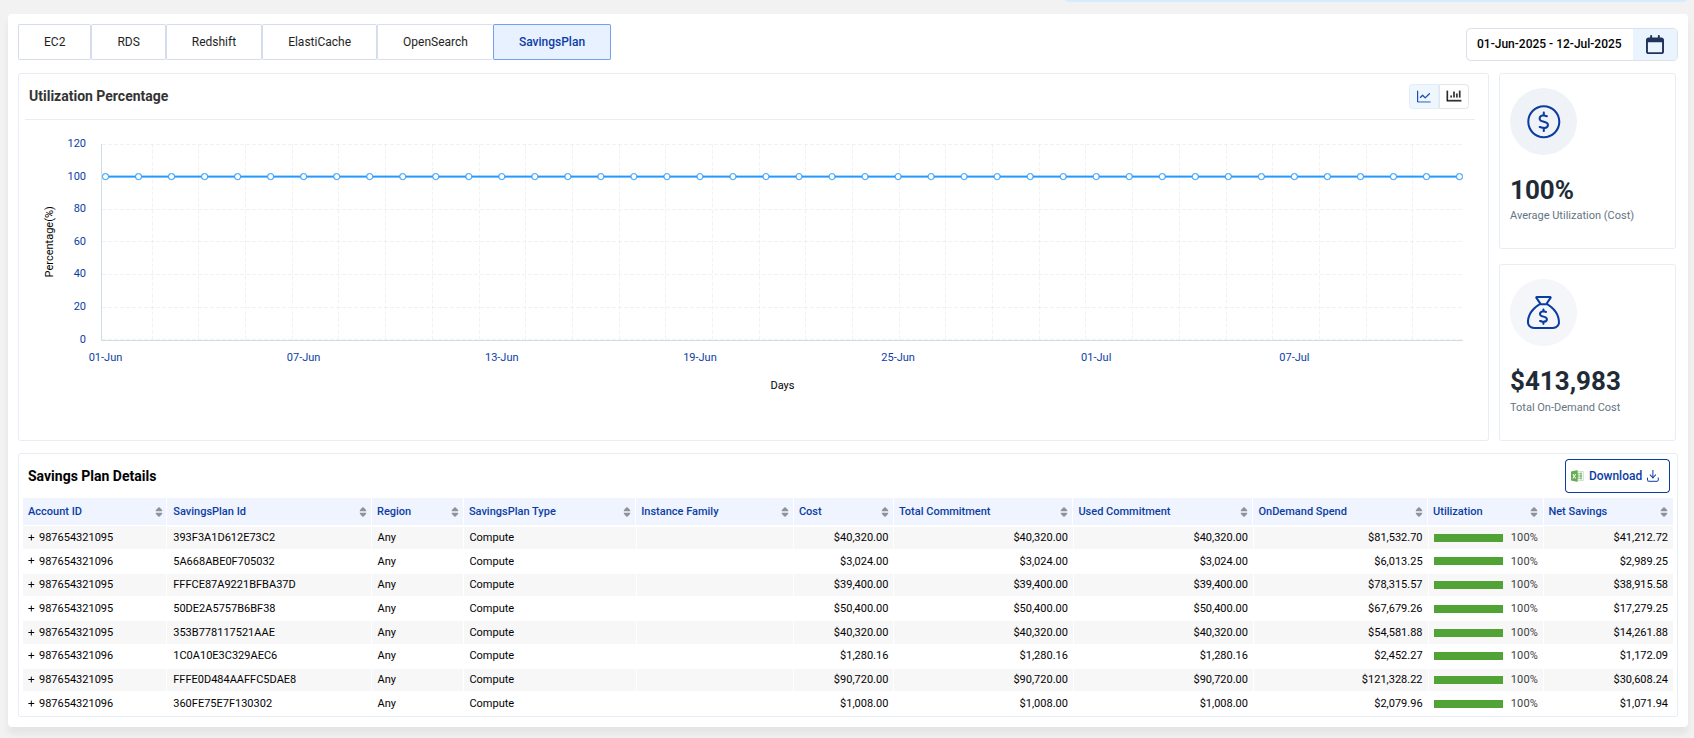 EC2 RDS Redshift ElastiCache OpenSearch SavingsPlan 01-Jun-2025 - 12-Jul-2025
Utilization Percentage
120
100
80
60
40
20
0
Percentage(%)
01-Jun 07-Jun 13-Jun 19-Jun 25-Jun 01-Jul 07-Jul
Days
$
100%
Average Utilization (Cost)
$
$413,983
Total On-Demand Cost
Savings Plan Details Download
Account ID SavingsPlan Id Region SavingsPlan Type Instance Family Cost Total Commitment Used Commitment OnDemand Spend Utilization Net Savings
+ 987654321095 393F3A1D612E73C2 Any Compute $40,320.00 $40,320.00 $40,320.00 $81,532.70 100% $41,212.72
+ 987654321096 5A668ABE0F705032 Any Compute $3,024.00 $3,024.00 $3,024.00 $6,013.25 100% $2,989.25
+ 987654321095 FFFCE87A9221BFBA37D Any Compute $39,400.00 $39,400.00 $39,400.00 $78,315.57 100% $38,915.58
+ 987654321095 50DE2A5757B6BF38 Any Compute $50,400.00 $50,400.00 $50,400.00 $67,679.26 100% $17,279.25
+ 987654321095 353B778117521AAE Any Compute $40,320.00 $40,320.00 $40,320.00 $54,581.88 100% $14,261.88
+ 987654321096 1C0A10E3C329AEC6 Any Compute $1,280.16 $1,280.16 $1,280.16 $2,452.27 100% $1,172.09
+ 987654321095 FFFE0D484AAFFC5DAE8 Any Compute $90,720.00 $90,720.00 $90,720.00 $121,328.22 100% $30,608.24
+ 987654321096 360FE75E7F130302 Any Compute $1,008.00 $1,008.00 $1,008.00 $2,079.96 100% $1,071.94